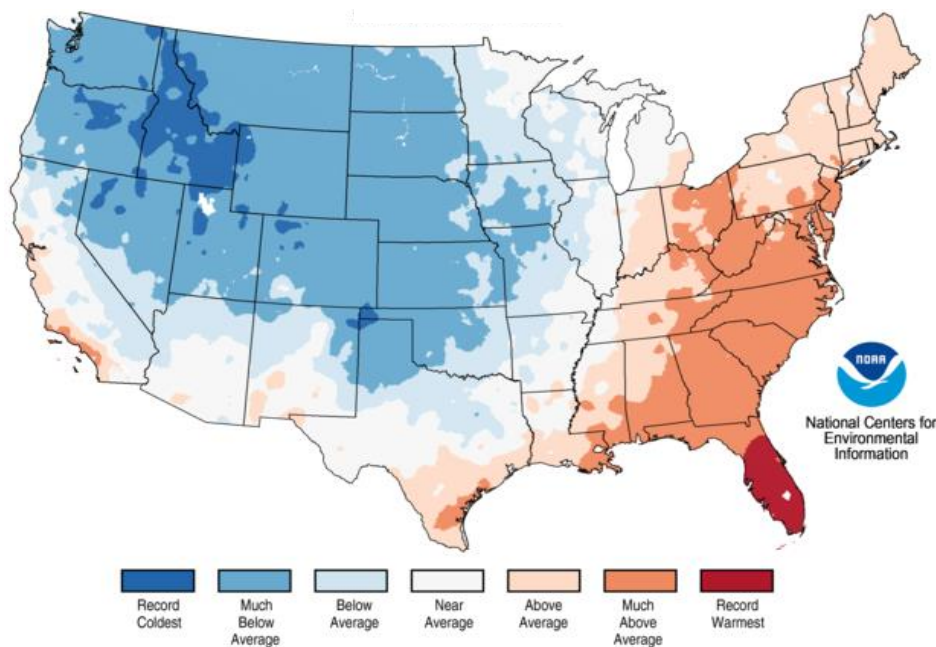 NOAA
National Centers for
Environmental
Information
Record
Coldest
Much
Below
Average
Below
Average
Near
Average
Above
Average
Much
Above
Average
Record
Warmest